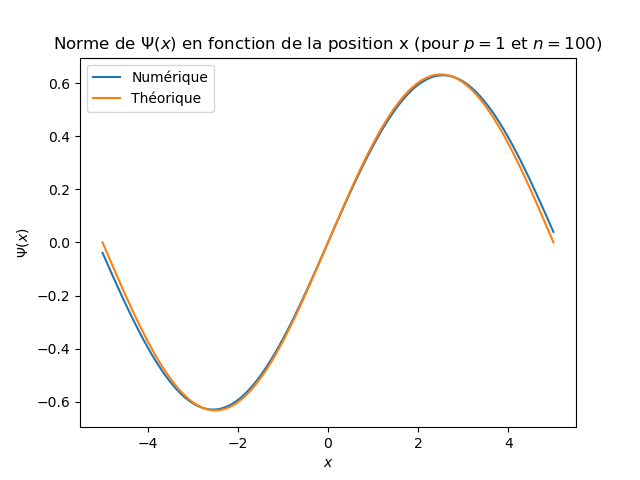 Norme de Ψ(x) en fonction de la position x (pour p = 1 et n = 100)
Numérique
Théorique
Ψ(x)
0.6
0.4
0.2
0.0
−0.2
−0.4
−0.6
−4 −2 0 2 4
x